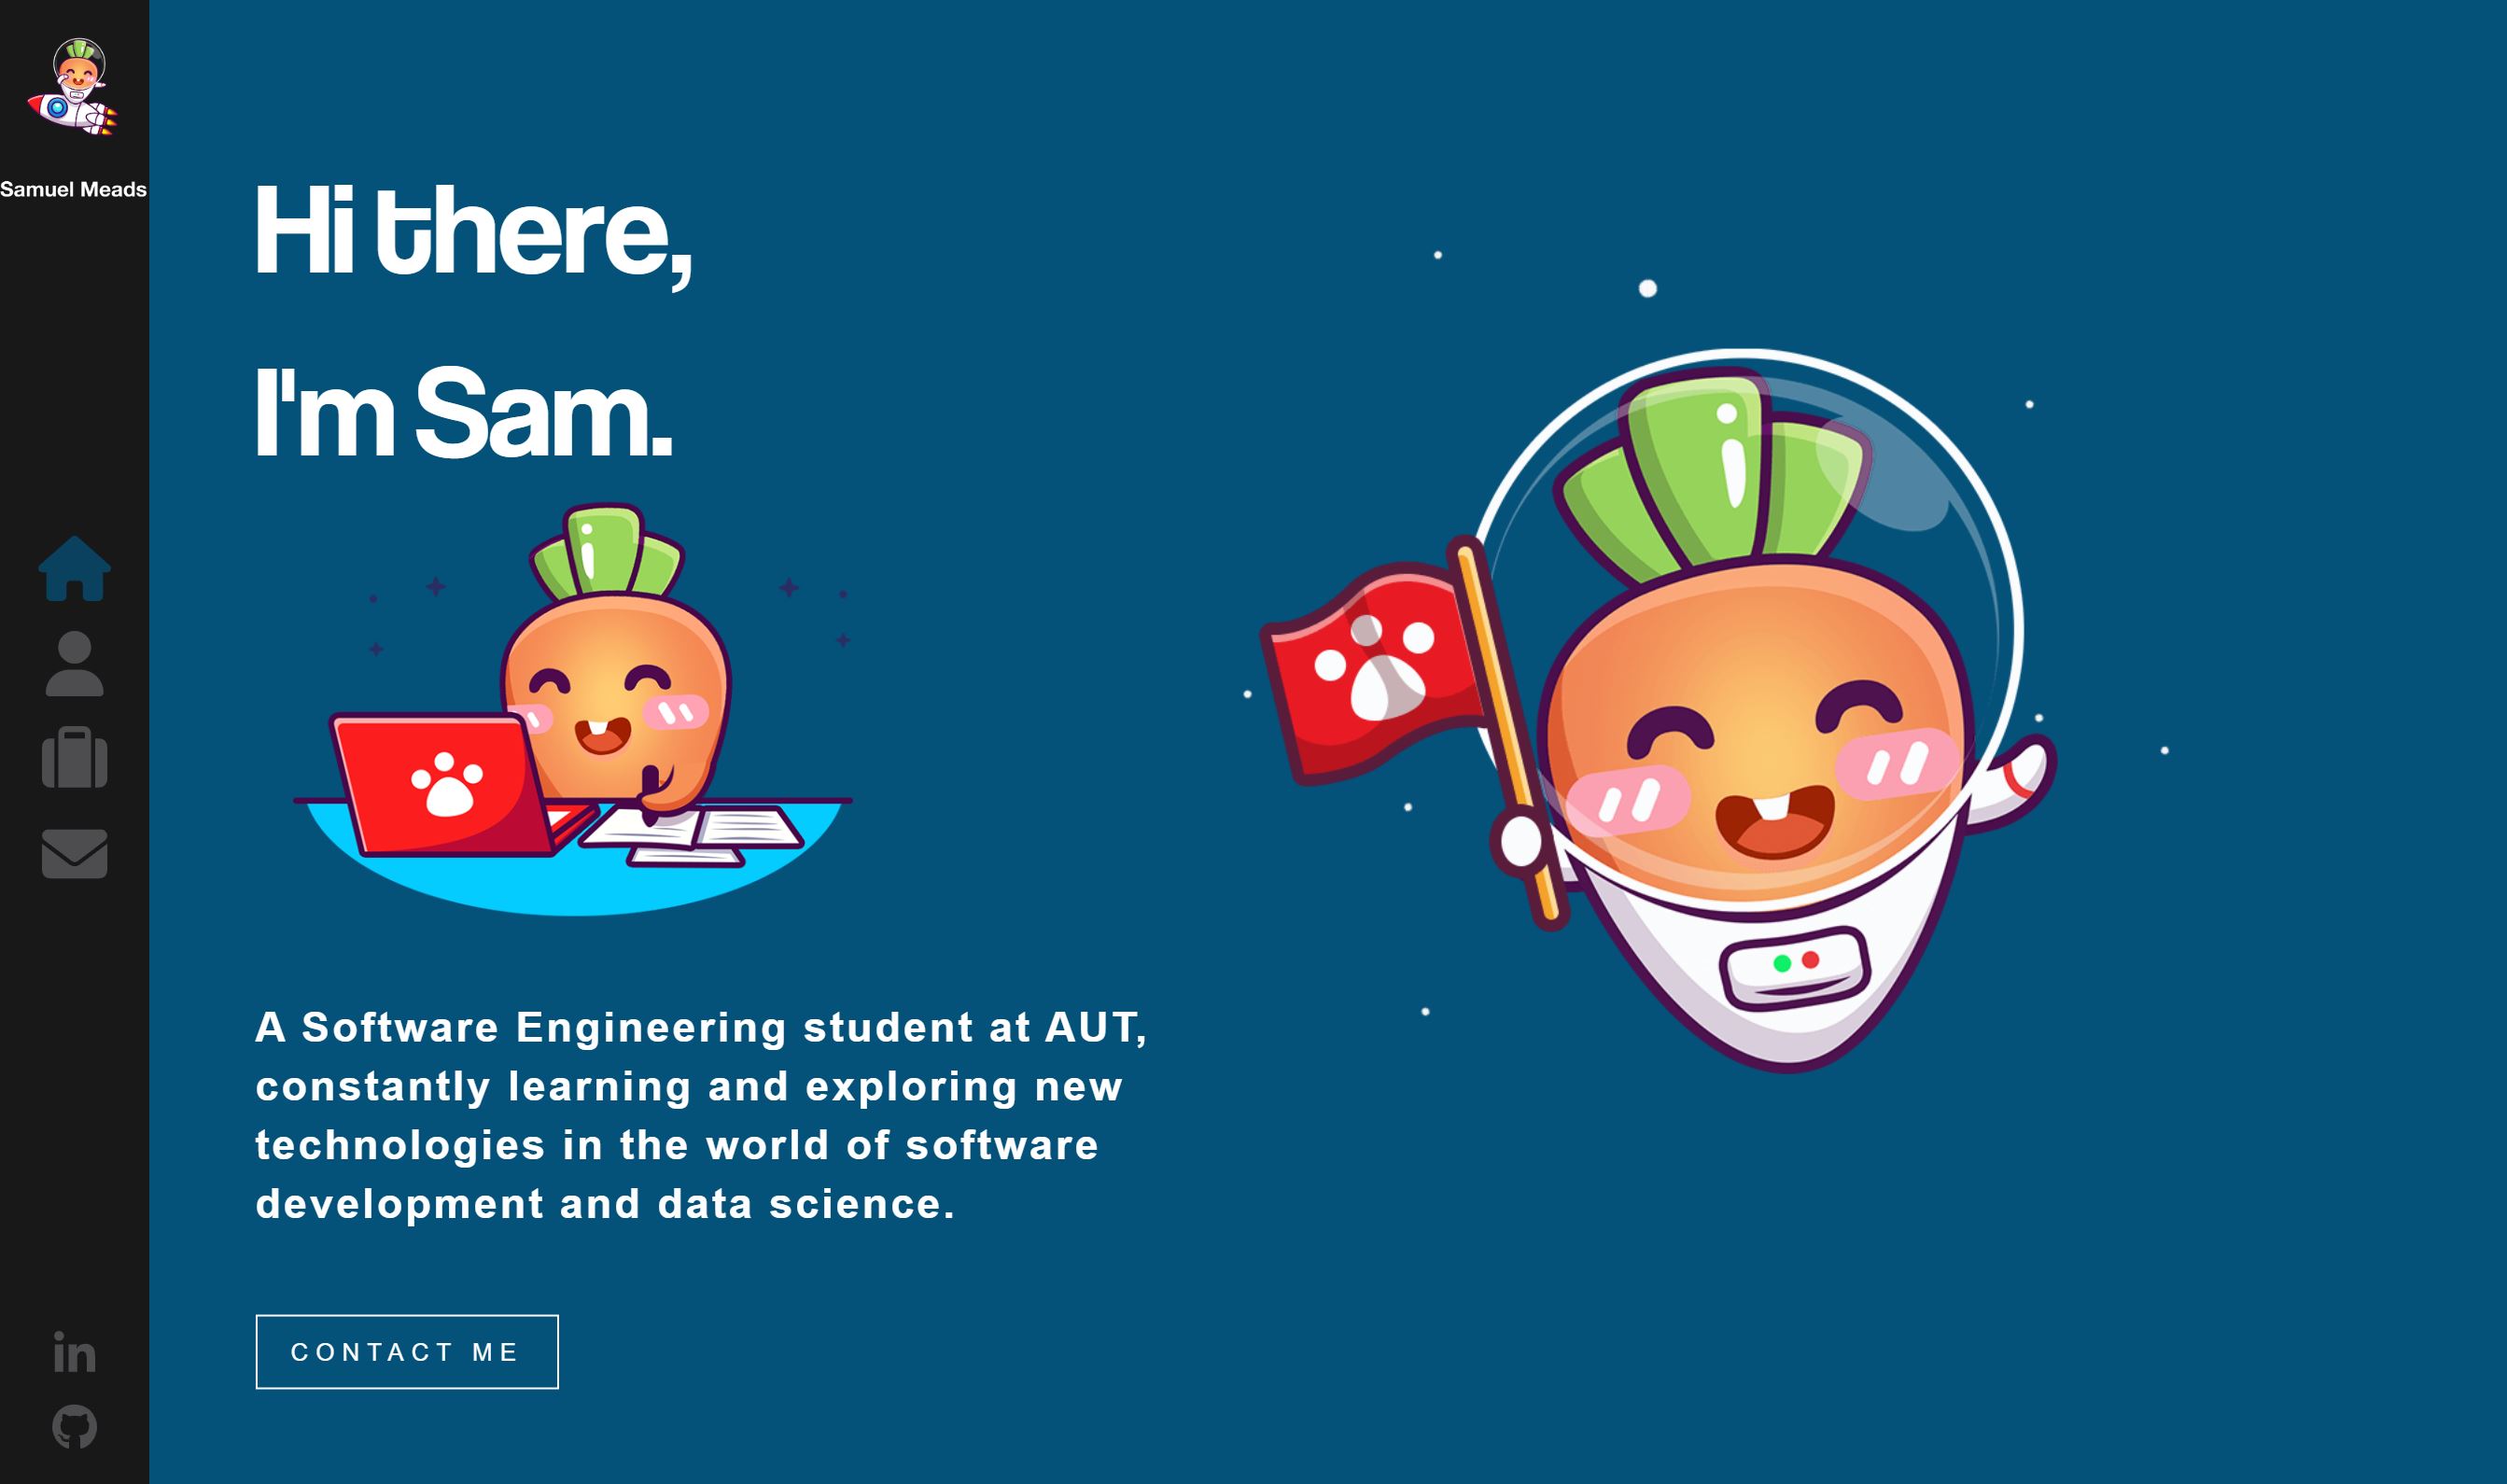 Samuel Meads
Hi there,
I'm Sam.
A Software Engineering student at AUT,
constantly learning and exploring new
technologies in the world of software
development and data science.
CONTACT ME
in